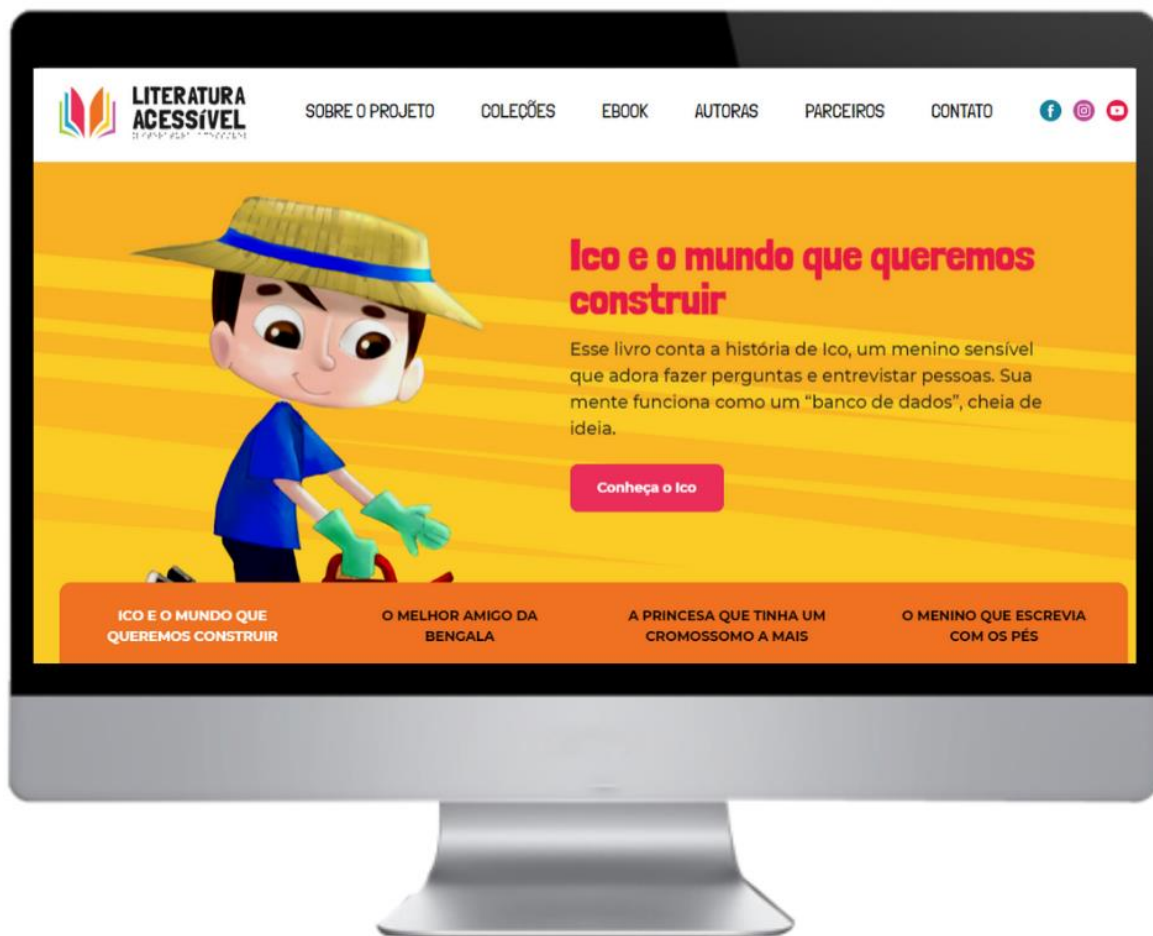 LITERATURA
ACESSÍVEL
SOBRE O PROJETO
COLEÇÕES
EBOOK
AUTORAS
PARCEIROS
CONTATO
Ico e o mundo que queremos
construir
Esse livro conta a história de Ico, um menino sensível
que adora fazer perguntas e entrevistar pessoas. Sua
mente funciona como um “banco de dados”, cheia de
ideia.
Conheça o Ico
ICO E O MUNDO QUE
QUEREMOS CONSTRUIR
O MELHOR AMIGO DA
BENGALA
A PRINCESA QUE TINHA UM
CROMOSSOMO A MAIS
O MENINO QUE ESCREVIA
COM OS PÉS